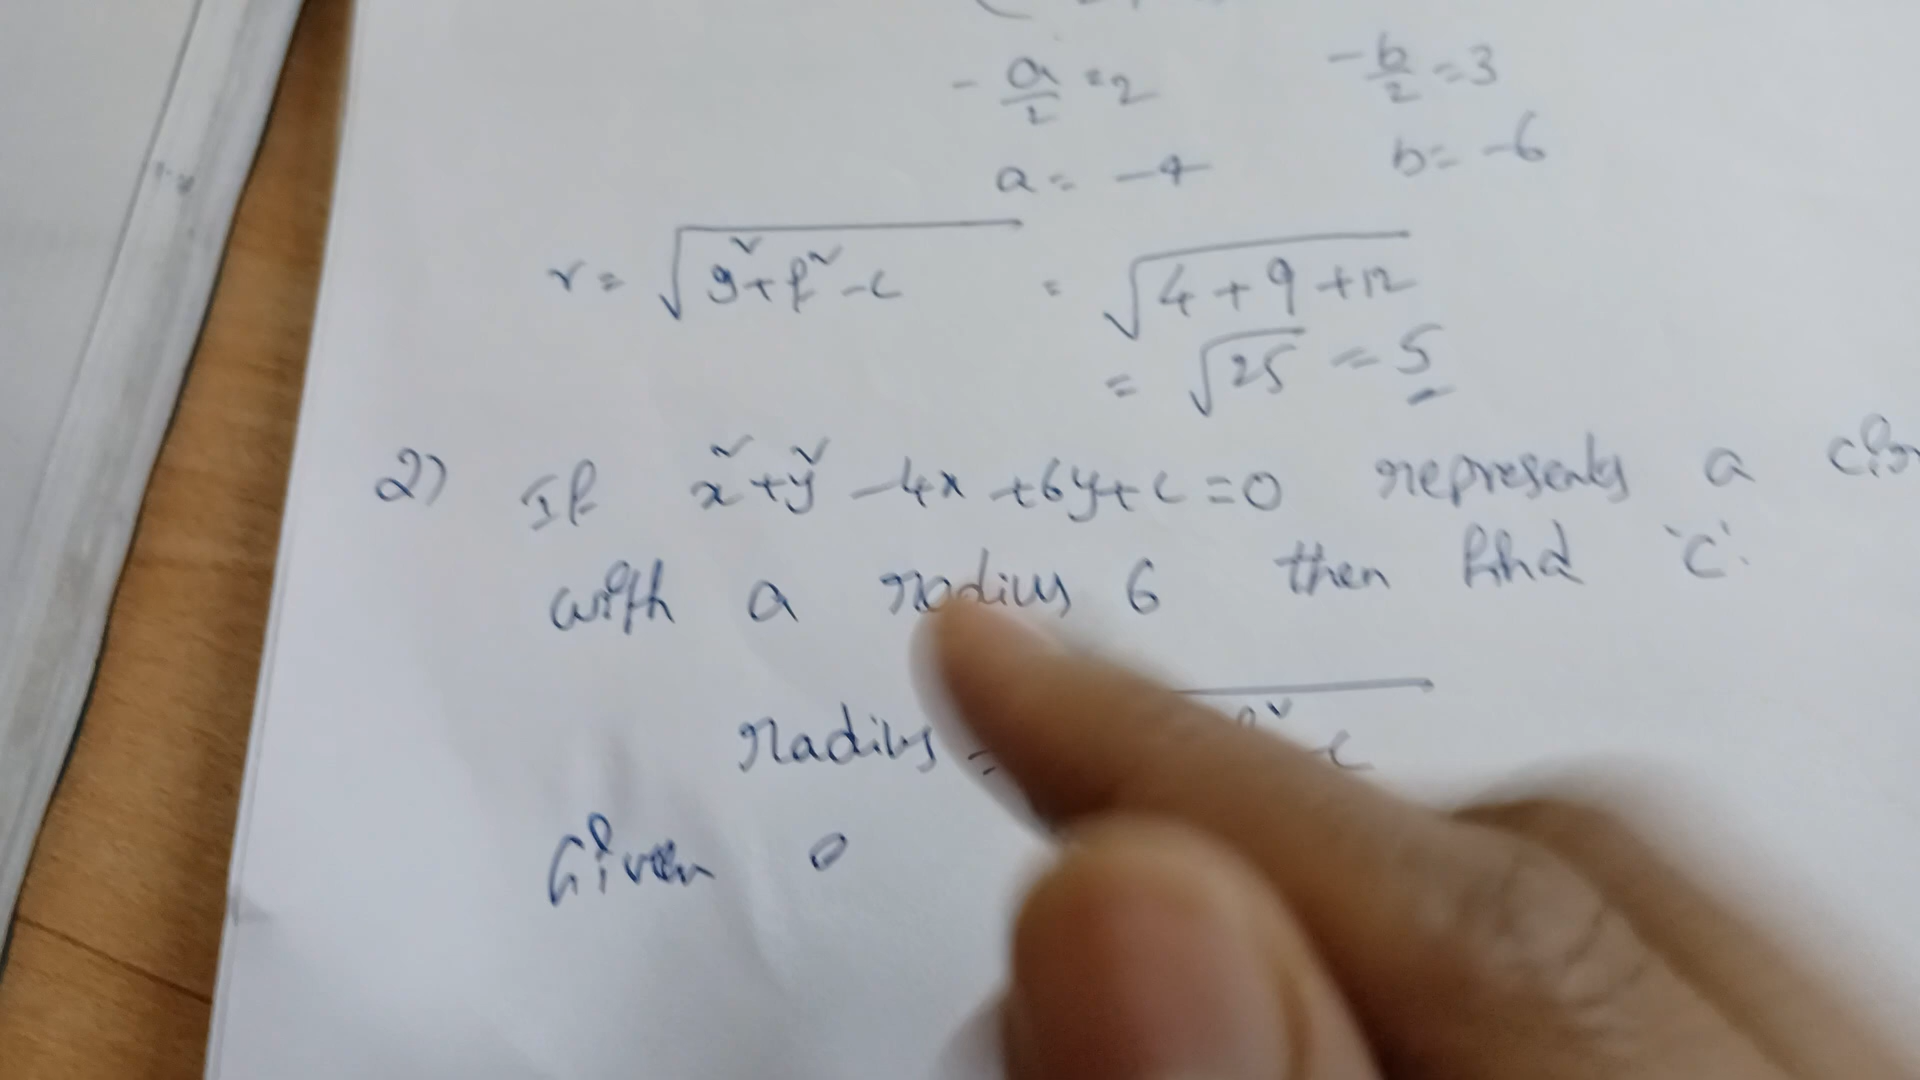 -a/2 = 2 -b/2 = 3
a = -4 b = -6
r = √(g²+f²-c) = √(4+9+12)
= √25 = 5
2) If x²+y²-4x+6y+c=0 represents a
with a radius 6 then find 'c'.
radius =
Given